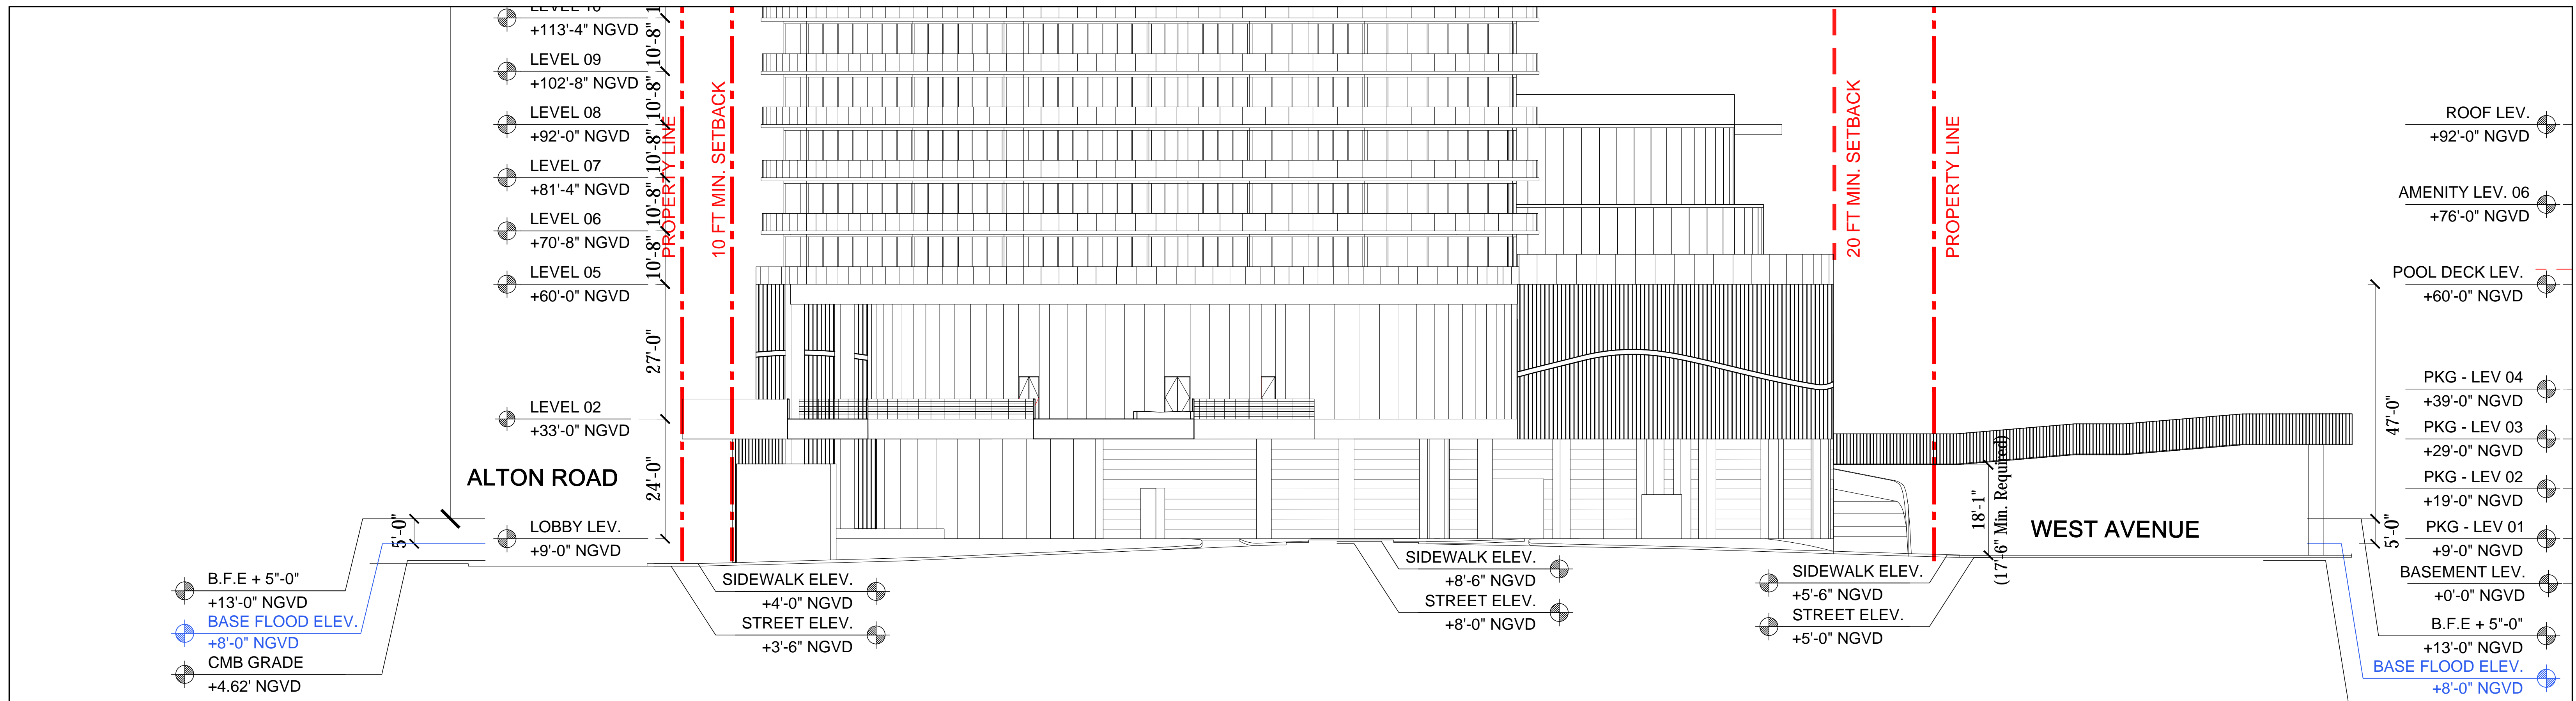 LEVEL 10
+113'-4" NGVD
LEVEL 09
+102'-8" NGVD
LEVEL 08
+92'-0" NGVD
LEVEL 07
+81'-4" NGVD
LEVEL 06
+70'-8" NGVD
LEVEL 05
+60'-0" NGVD
LEVEL 02
+33'-0" NGVD
LOBBY LEV.
+9'-0" NGVD
10'-8"
10'-8"
10'-8"
10'-8"
10'-8"
27'-0"
24'-0"
PROPERTY LINE
10 FT MIN. SETBACK
ALTON ROAD
5'-0"
B.F.E + 5"-0"
+13'-0" NGVD
BASE FLOOD ELEV.
+8'-0" NGVD
CMB GRADE
+4.62' NGVD
SIDEWALK ELEV.
+4'-0" NGVD
STREET ELEV.
+3'-6" NGVD
SIDEWALK ELEV.
+8'-6" NGVD
STREET ELEV.
+8'-0" NGVD
SIDEWALK ELEV.
+5'-6" NGVD
STREET ELEV.
+5'-0" NGVD
20 FT MIN. SETBACK
PROPERTY LINE
18'-1"
(17'-6" Min. Required)
WEST AVENUE
47'-0"
5'-0"
ROOF LEV.
+92'-0" NGVD
AMENITY LEV. 06
+76'-0" NGVD
POOL DECK LEV.
+60'-0" NGVD
PKG - LEV 04
+39'-0" NGVD
PKG - LEV 03
+29'-0" NGVD
PKG - LEV 02
+19'-0" NGVD
PKG - LEV 01
+9'-0" NGVD
BASEMENT LEV.
+0'-0" NGVD
B.F.E + 5"-0"
+13'-0" NGVD
BASE FLOOD ELEV.
+8'-0" NGVD